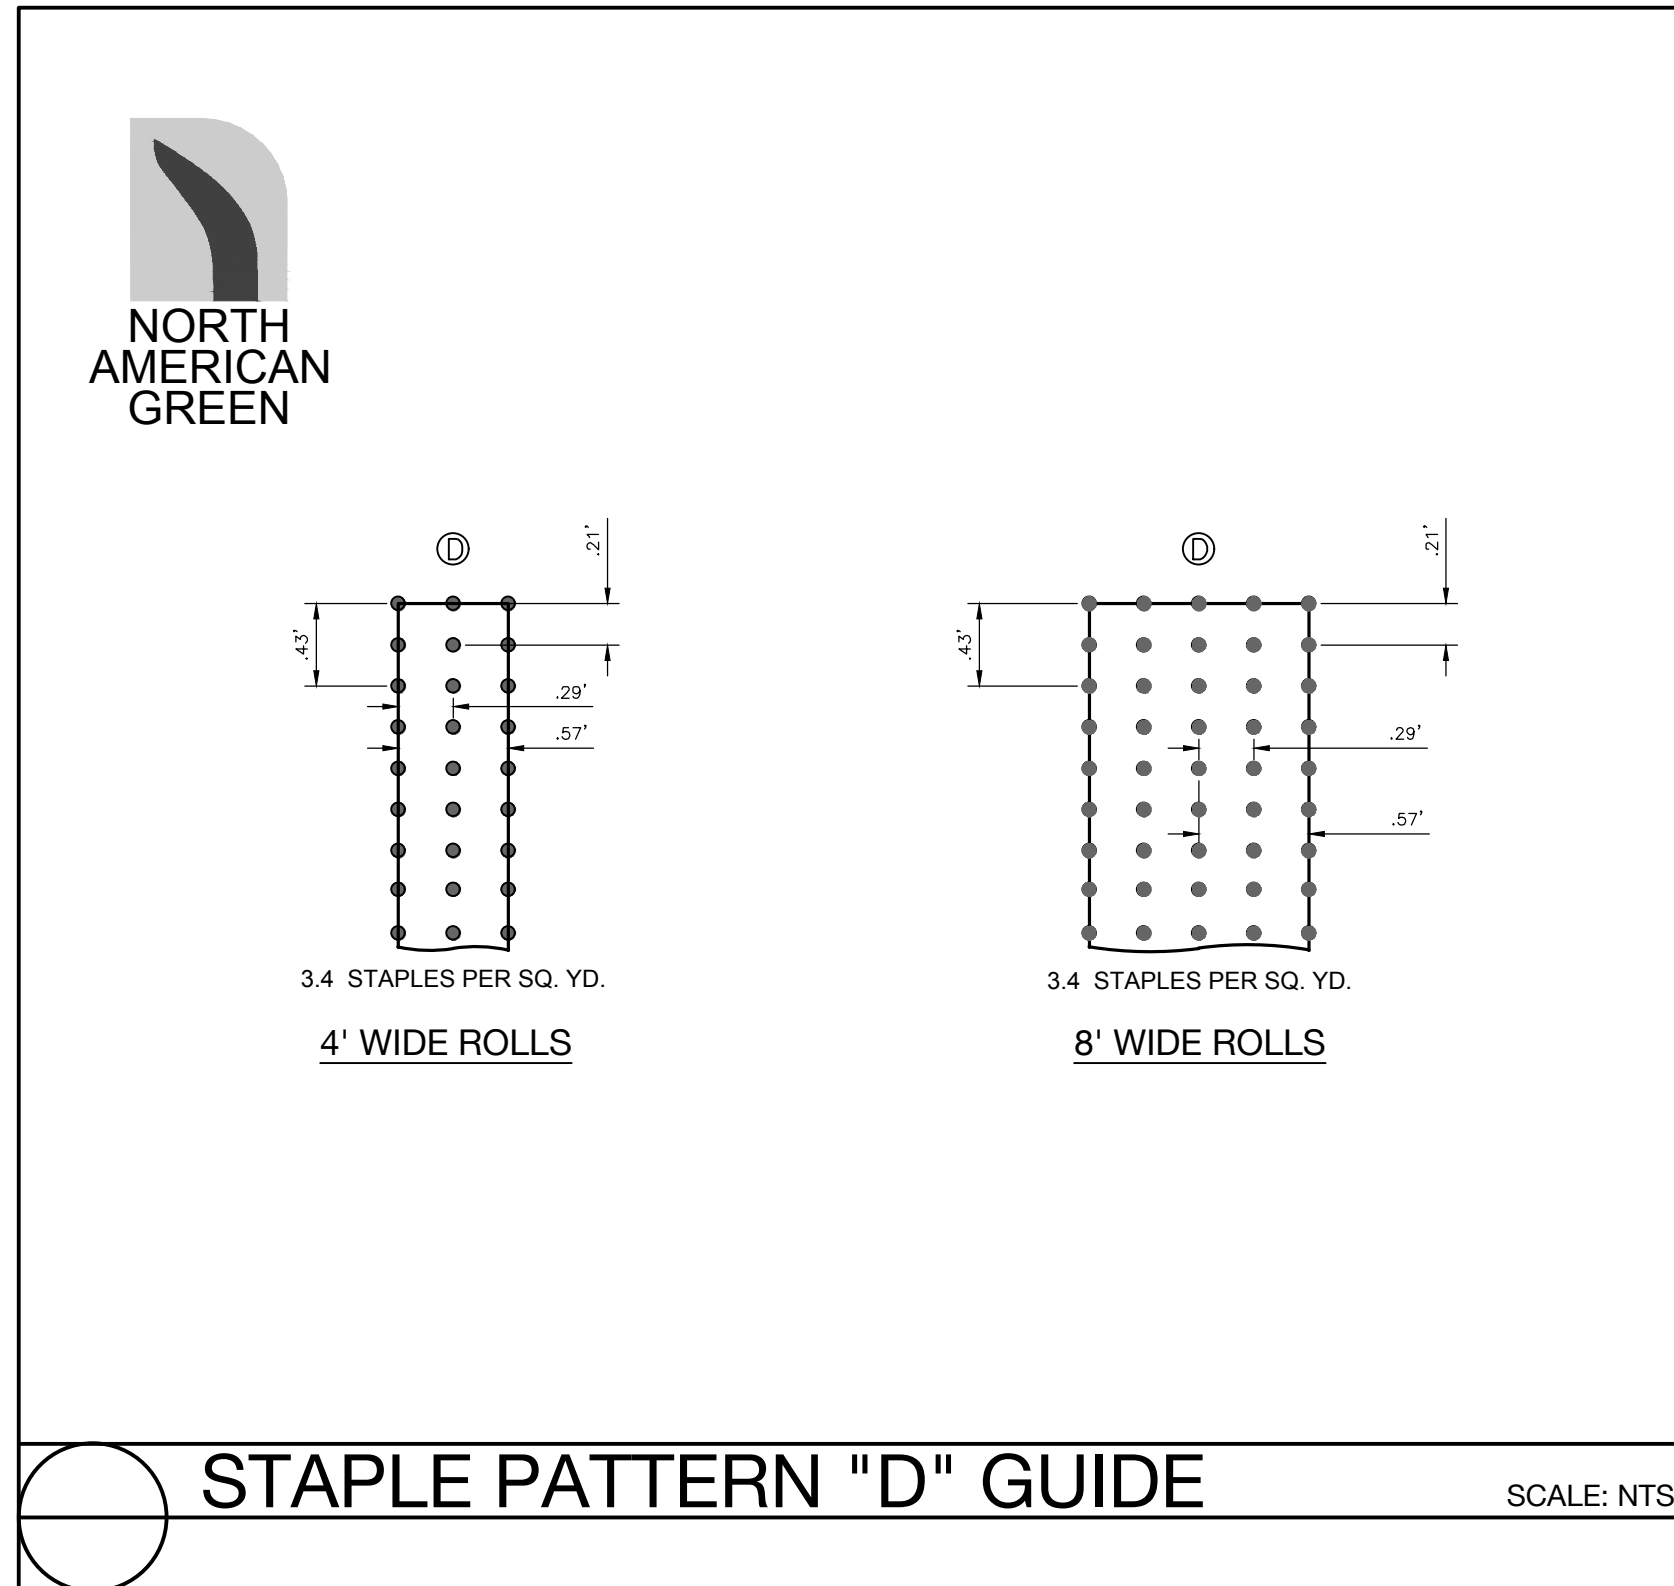 NORTH
AMERICAN
GREEN
D
.21'
.43'
.29'
.57'
3.4 STAPLES PER SQ. YD.
4' WIDE ROLLS
D
.21'
.43'
.29'
.57'
3.4 STAPLES PER SQ. YD.
8' WIDE ROLLS
STAPLE PATTERN "D" GUIDE
SCALE: NTS